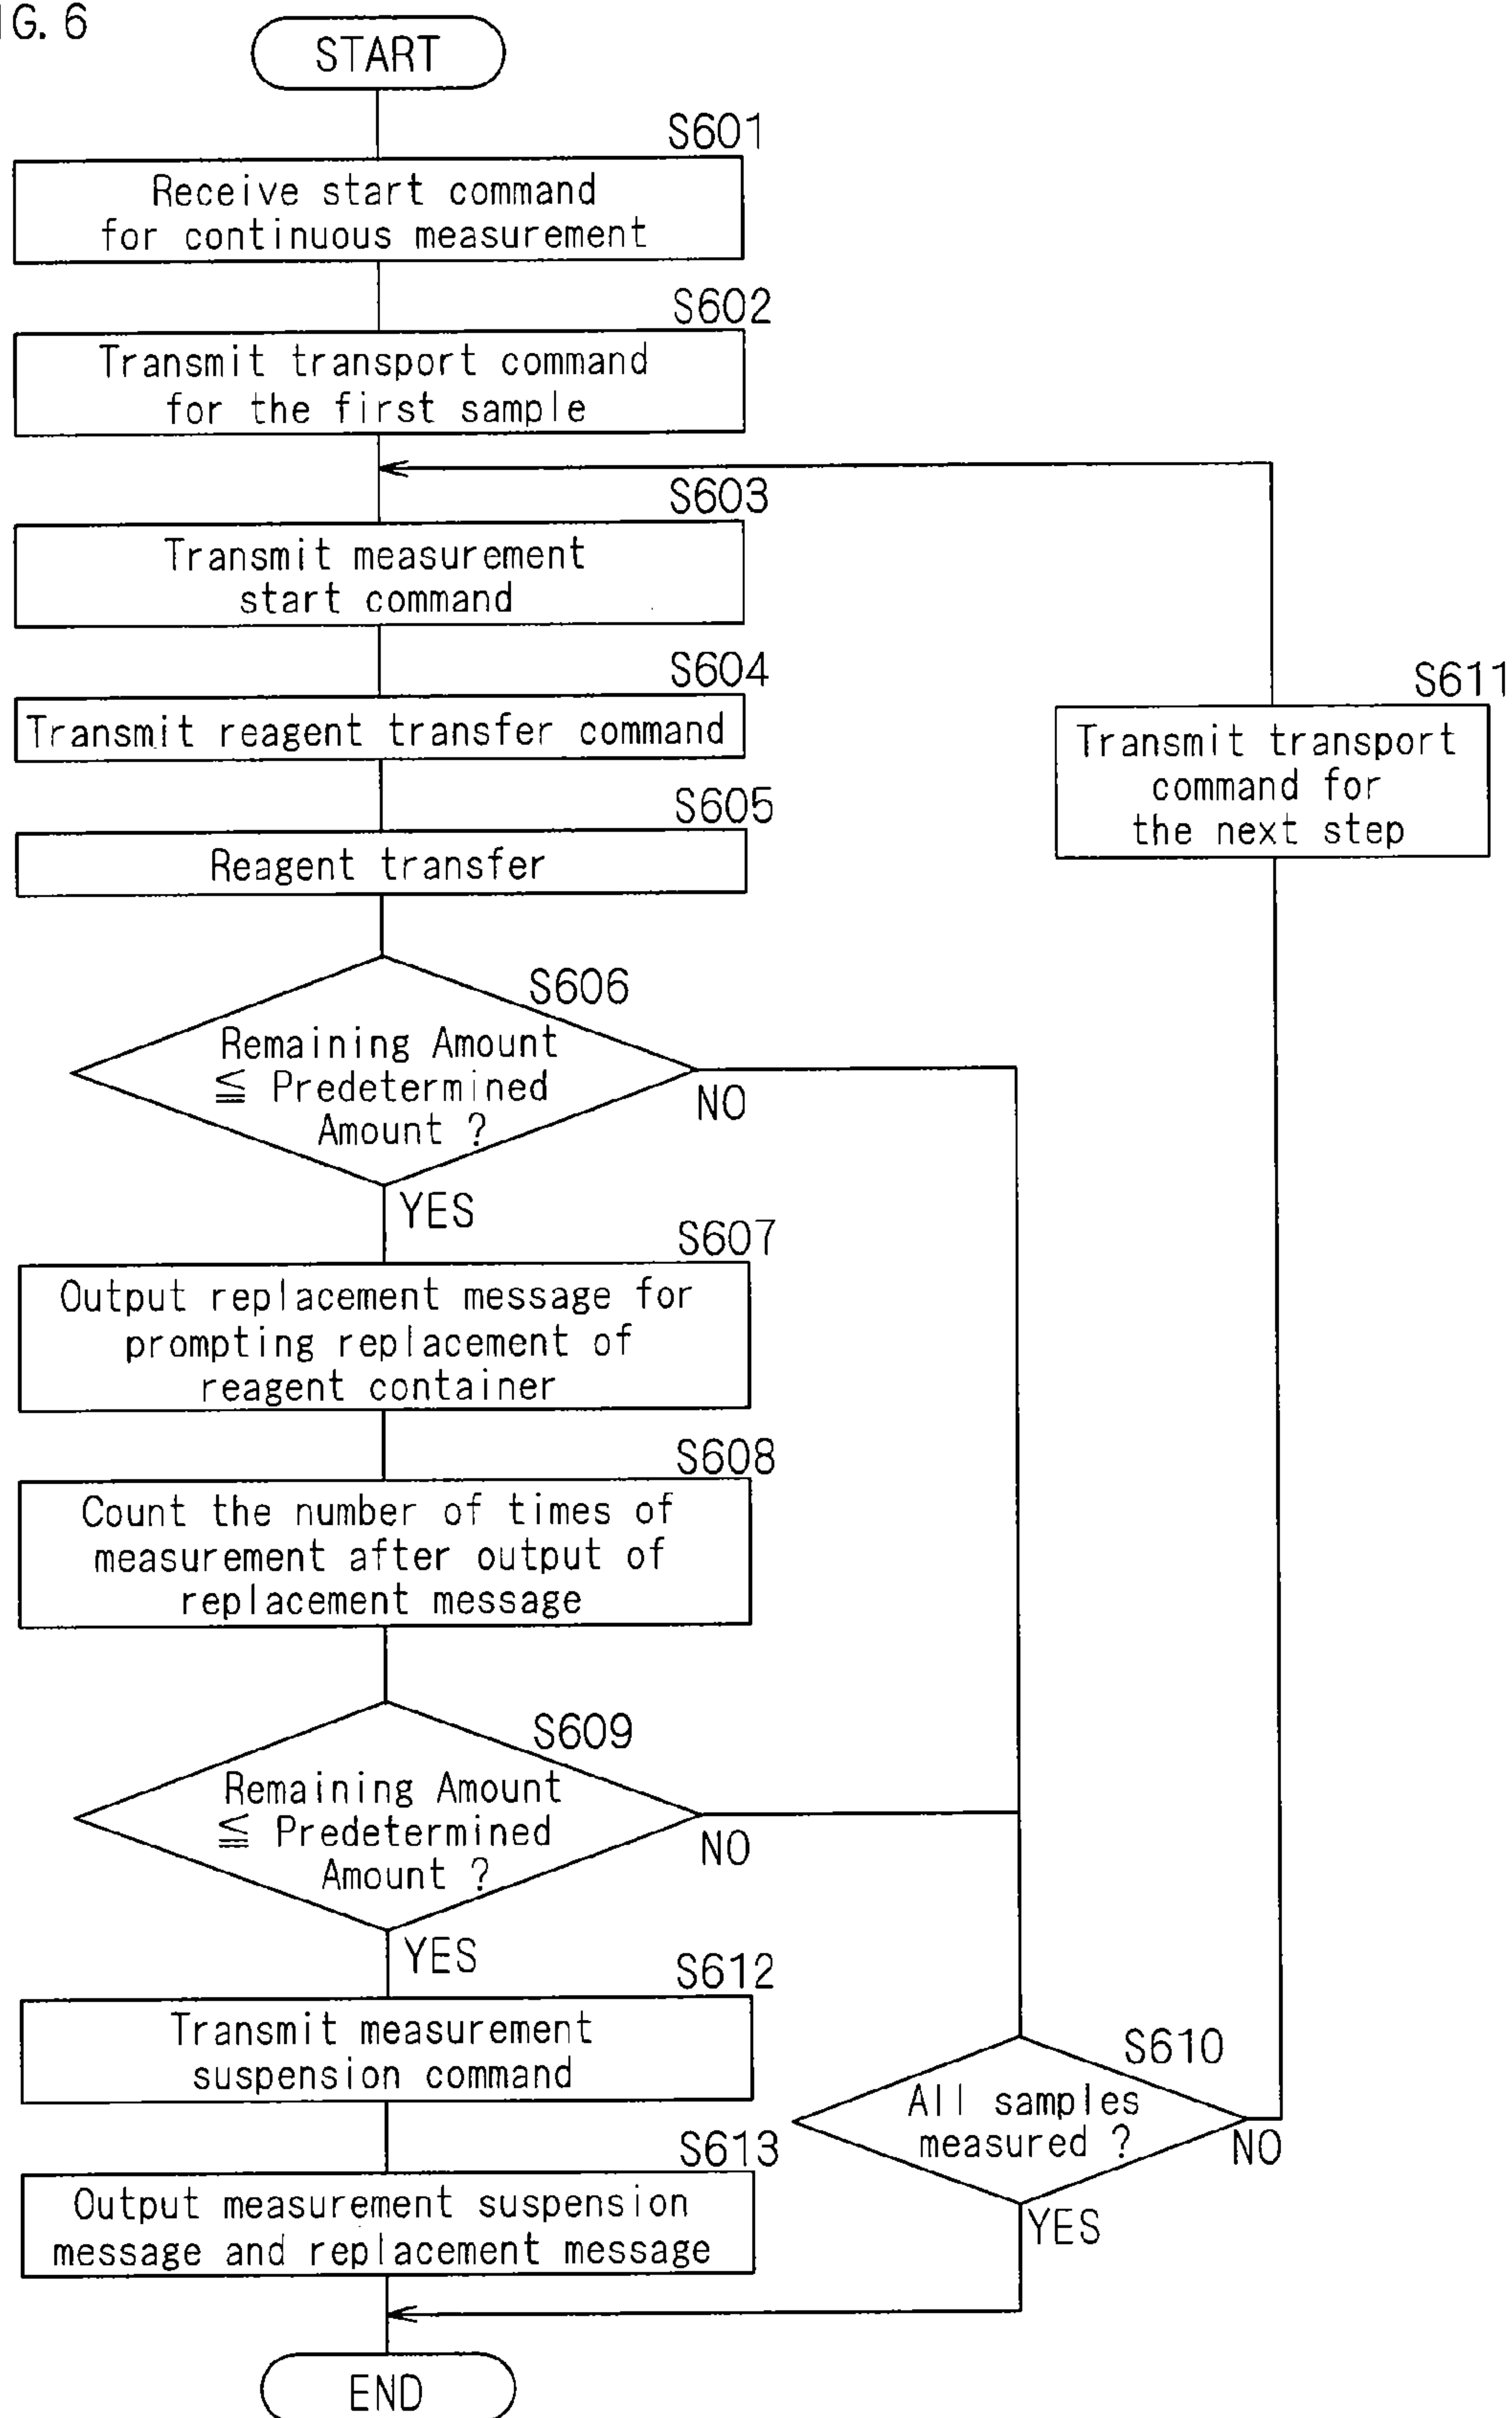 IG. 6
START
S601
Receive start command
for continuous measurement
S602
Transmit transport command
for the first sample
S603
Transmit measurement
start command
S604
Transmit reagent transfer command
S611
Transmit transport
command for
the next step
S605
Reagent transfer
S606
Remaining Amount
≦ Predetermined
Amount ?
NO
YES
S607
Output replacement message for
prompting replacement of
reagent container
S608
Count the number of times of
measurement after output of
replacement message
S609
Remaining Amount
≦ Predetermined
Amount ?
NO
YES
S612
Transmit measurement
suspension command
S610
All samples
measured ?
NO
YES
S613
Output measurement suspension
message and replacement message
END